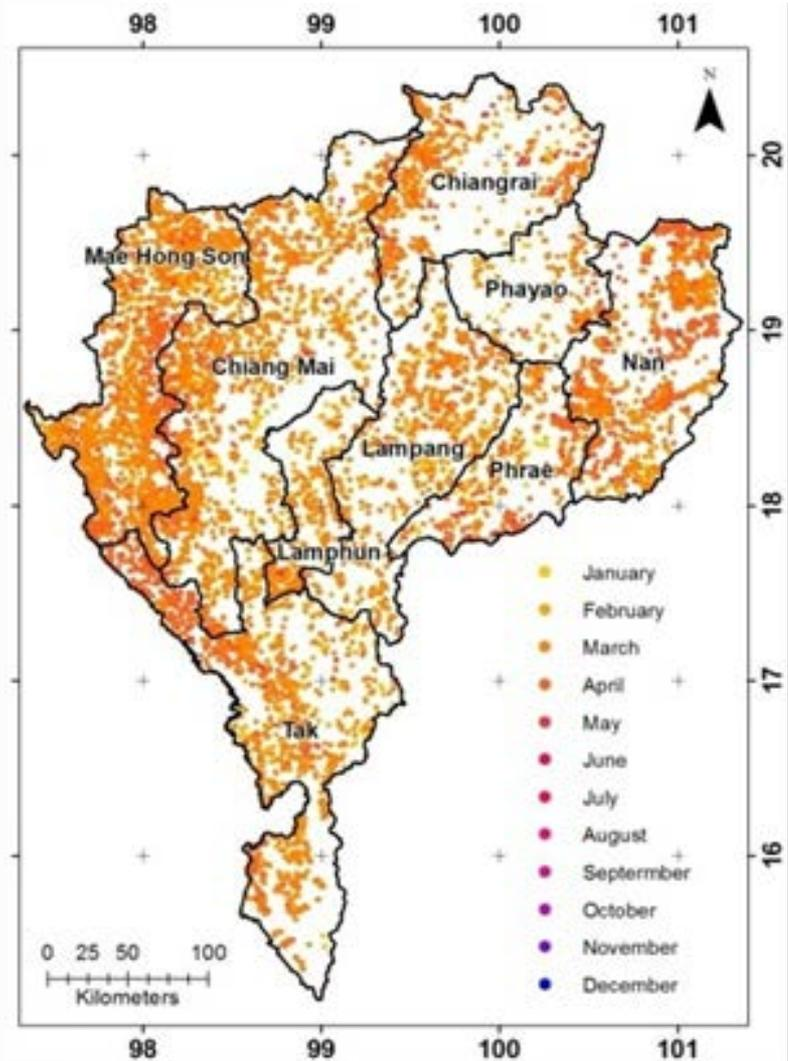 98 99 100 101
N
20
Chiangrai
Mae Hong Son
Phayao
19
Chiang Mai
Nan
Lampang
Phrae
18
Lamphun
January
February
March
17
April
Tak
May
June
July
16
August
Septermber
October
0 25 50 100
November
Kilometers
December
98 99 100 101